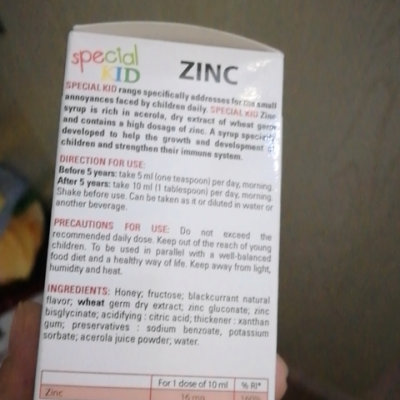 special KID ZINC
SPECIAL KID range specifically addresses for the small
annoyances faced by children daily. SPECIAL KID Zinc
syrup is rich in acerola, dry extract of wheat germ
and contains a high dosage of zinc. A syrup specially
developed to help the growth and development of
children and strengthen their immune system.
DIRECTION FOR USE:
Before 5 years: take 5 ml (one teaspoon) per day, morning.
After 5 years: take 10 ml (1 tablespoon) per day, morning.
Shake before use. Can be taken as it or diluted in water or
another beverage.
PRECAUTIONS FOR USE: Do not exceed the
recommended daily dose. Keep out of the reach of young
children. To be used in parallel with a well-balanced
food diet and a healthy way of life. Keep away from light,
humidity and heat.
INGREDIENTS: Honey; fructose; blackcurrant natural
flavor; wheat germ dry extract; zinc gluconate; zinc
bisglycinate; acidifying : citric acid; thickener : xanthan
gum; preservatives : sodium benzoate, potassium
sorbate; acerola juice powder; water.
For 1 dose of 10 ml % RI*
Zinc 16 mg 160%